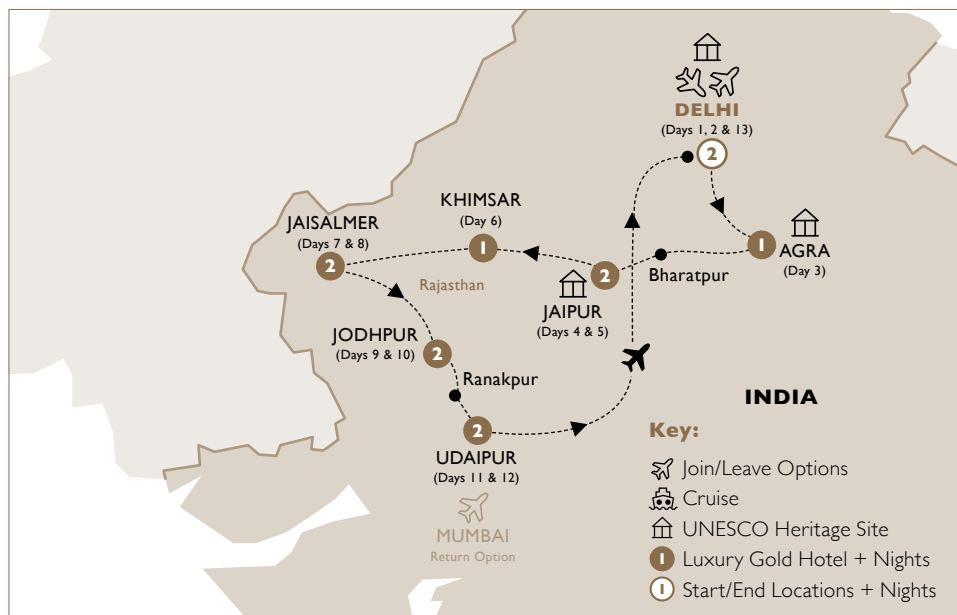 DELHI
(Days 1, 2 & 13)
2
KHIMSAR
(Day 6)
1
JAISALMER
(Days 7 & 8)
2
1
AGRA
(Day 3)
Bharatpur
Rajasthan
2
JAIPUR
(Days 4 & 5)
JODHPUR
(Days 9 & 10)
2
Ranakpur
2
UDAIPUR
(Days 11 & 12)
MUMBAI
Return Option
INDIA
Key:
Join/Leave Options
Cruise
UNESCO Heritage Site
1 Luxury Gold Hotel + Nights
1 Start/End Locations + Nights